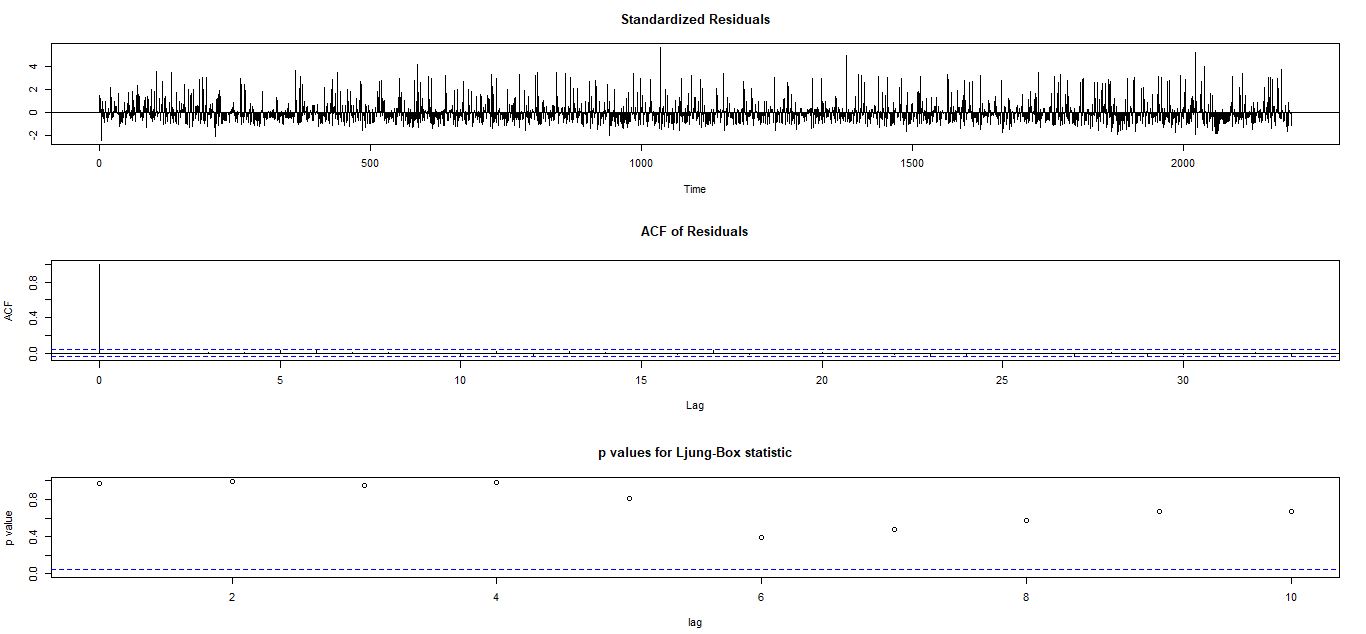 Standardized Residuals
4
2
0
-2
0 500 1000 1500 2000
Time
ACF of Residuals
ACF
0.8
0.4
0.0
0 5 10 15 20 25 30
Lag
p values for Ljung-Box statistic
p value
0.8
0.4
0.0
2 4 6 8 10
lag